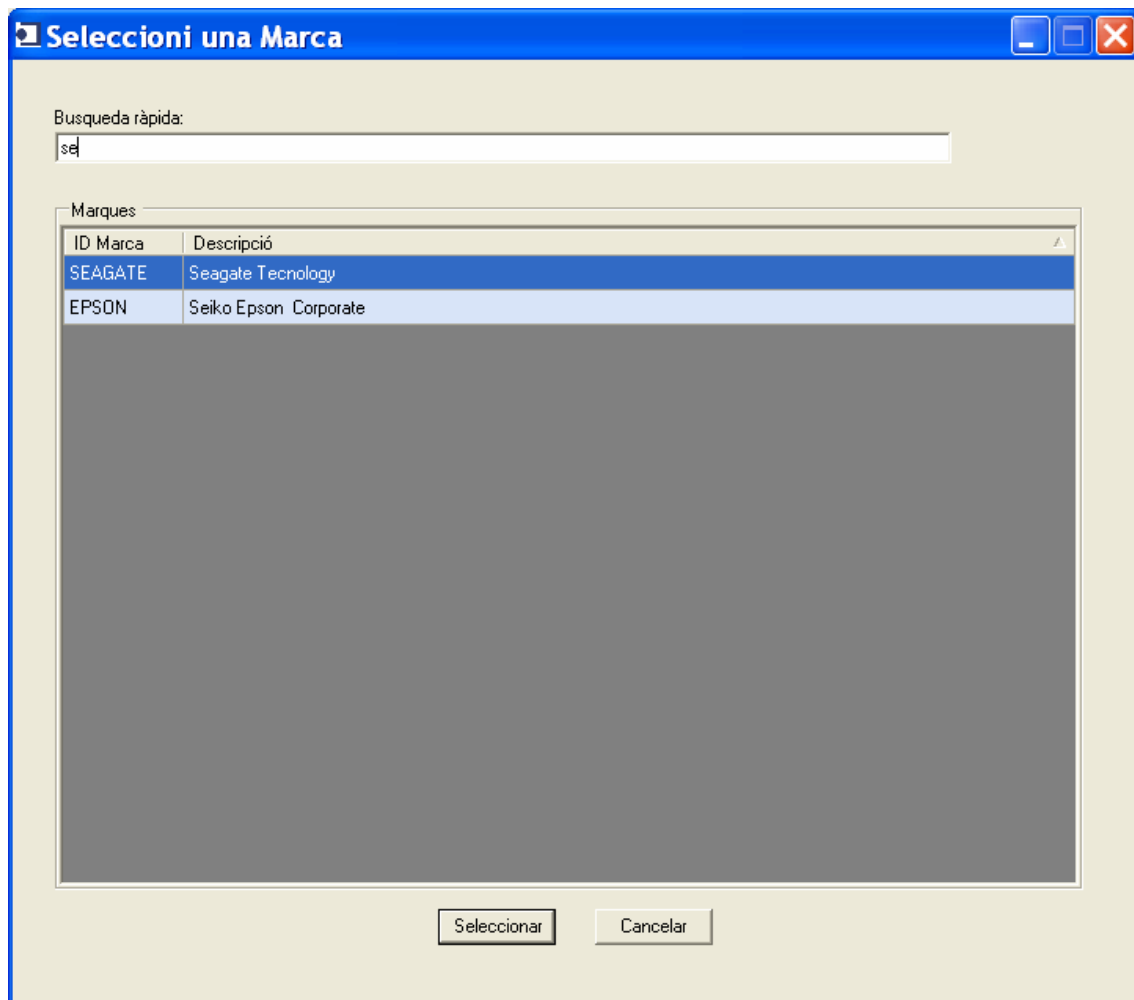 Seleccioni una Marca
Busqueda ràpida:
se
Marques
ID Marca Descripció
SEAGATE Seagate Tecnology
EPSON Seiko Epson  Corporate
Seleccionar Cancelar